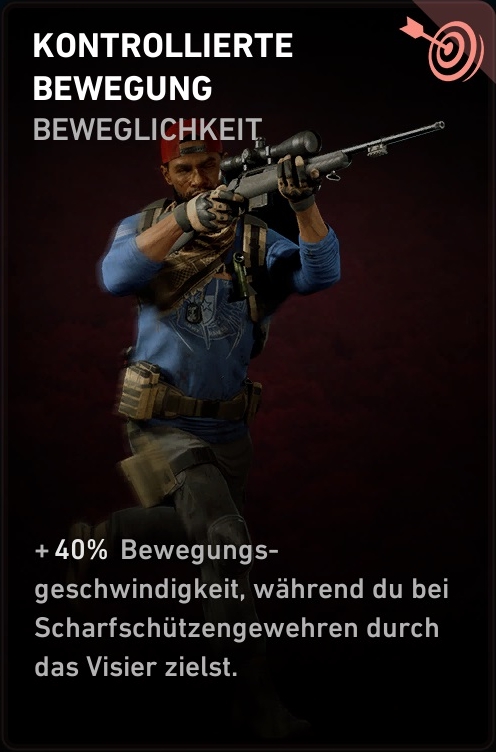 KONTROLLIERTE
BEWEGUNG
BEWEGLICHKEIT
+40% Bewegungs-
geschwindigkeit, während du bei
Scharfschützengewehren durch
das Visier zielst.